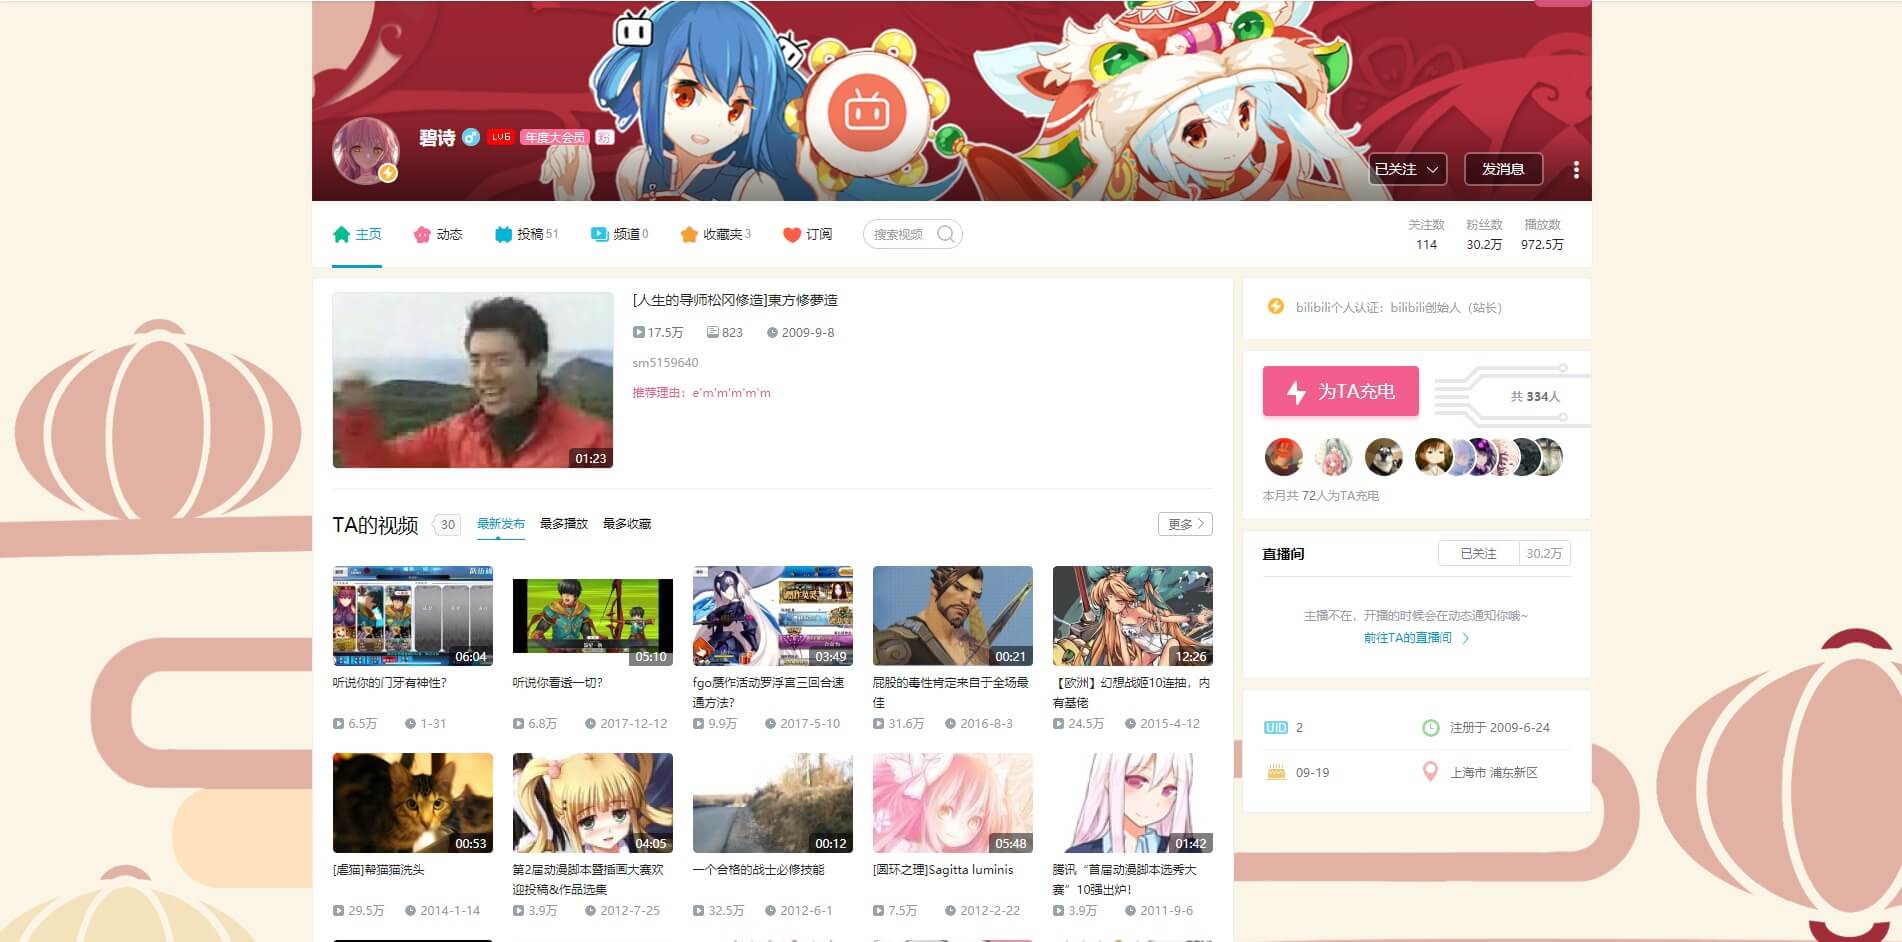 碧诗 LV6 年度大会员 粉
已关注 发消息
主页 动态 投稿 51 频道 0 收藏夹 3 订阅 搜索视频
关注数 粉丝数 播放数
114 30.2万 972.5万
[人生的导师松冈修造]東方修夢造
17.5万 823 2009-9-8
sm5159640
推荐理由：e'm'm'm'm'm
01:23
bilibili个人认证：bilibili创始人（站长）
为TA充电 共 334人
本月共 72人为TA充电
TA的视频 30 最新发布 最多播放 最多收藏 更多
06:04 05:10 03:49 00:21 12:26
听说你的门牙有神性？
6.5万 1-31
听说你看透一切？
6.8万 2017-12-12
fgo赝作活动罗浮宫三回合速
通方法？
9.9万 2017-5-10
屁股的毒性肯定来自于全场最
佳
31.6万 2016-8-3
【欧洲】幻想战姬10连抽，内
有基佬
24.5万 2015-4-12
00:53 04:05 00:12 05:48 01:42
[虐猫]帮猫猫洗头
29.5万 2014-1-14
第2届动漫脚本暨插画大赛欢
迎投稿&作品选集
3.9万 2012-7-25
一个合格的战士必修技能
32.5万 2012-6-1
[圆环之理]Sagitta luminis
7.5万 2012-2-22
腾讯“首届动漫脚本选秀大
赛”10强出炉！
3.9万 2011-9-6
直播间 已关注 30.2万
主播不在，开播的时候会在动态通知你哦~
前往TA的直播间
UID 2 注册于 2009-6-24
09-19 上海市 浦东新区